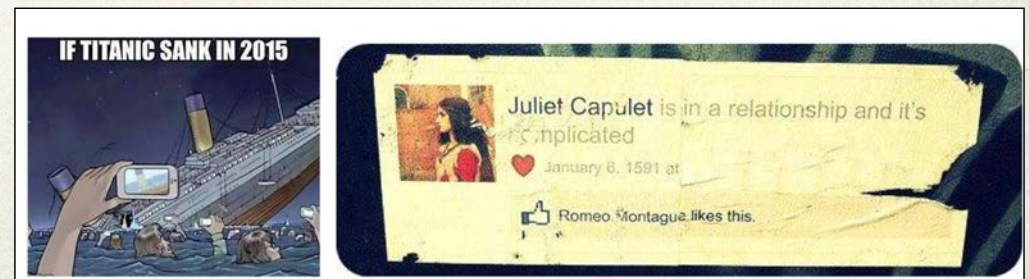 IF TITANIC SANK IN 2015
Juliet Capulet is in a relationship and it's
January 6, 1591 at
Romeo Montague likes this.